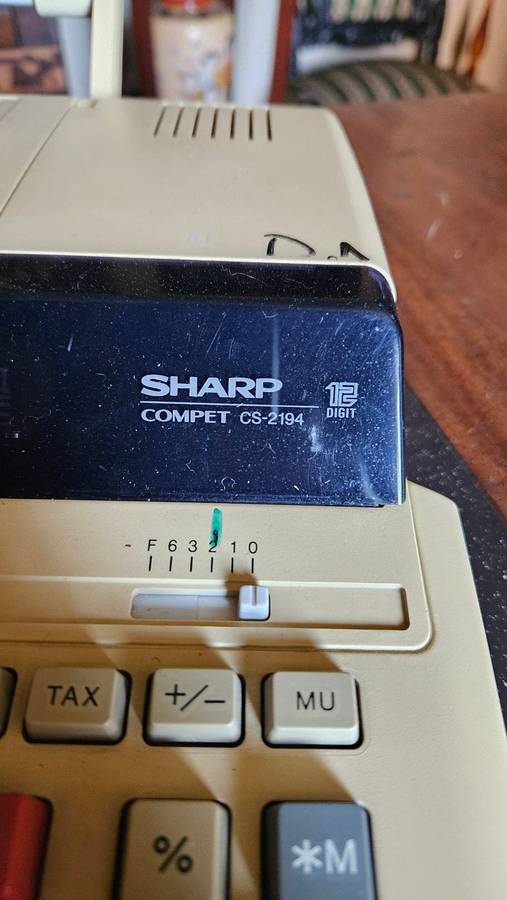 D.A
SHARP
COMPET CS-2194
12
DIGIT
- F 6 3 2 1 0
TAX +/− MU
% *M